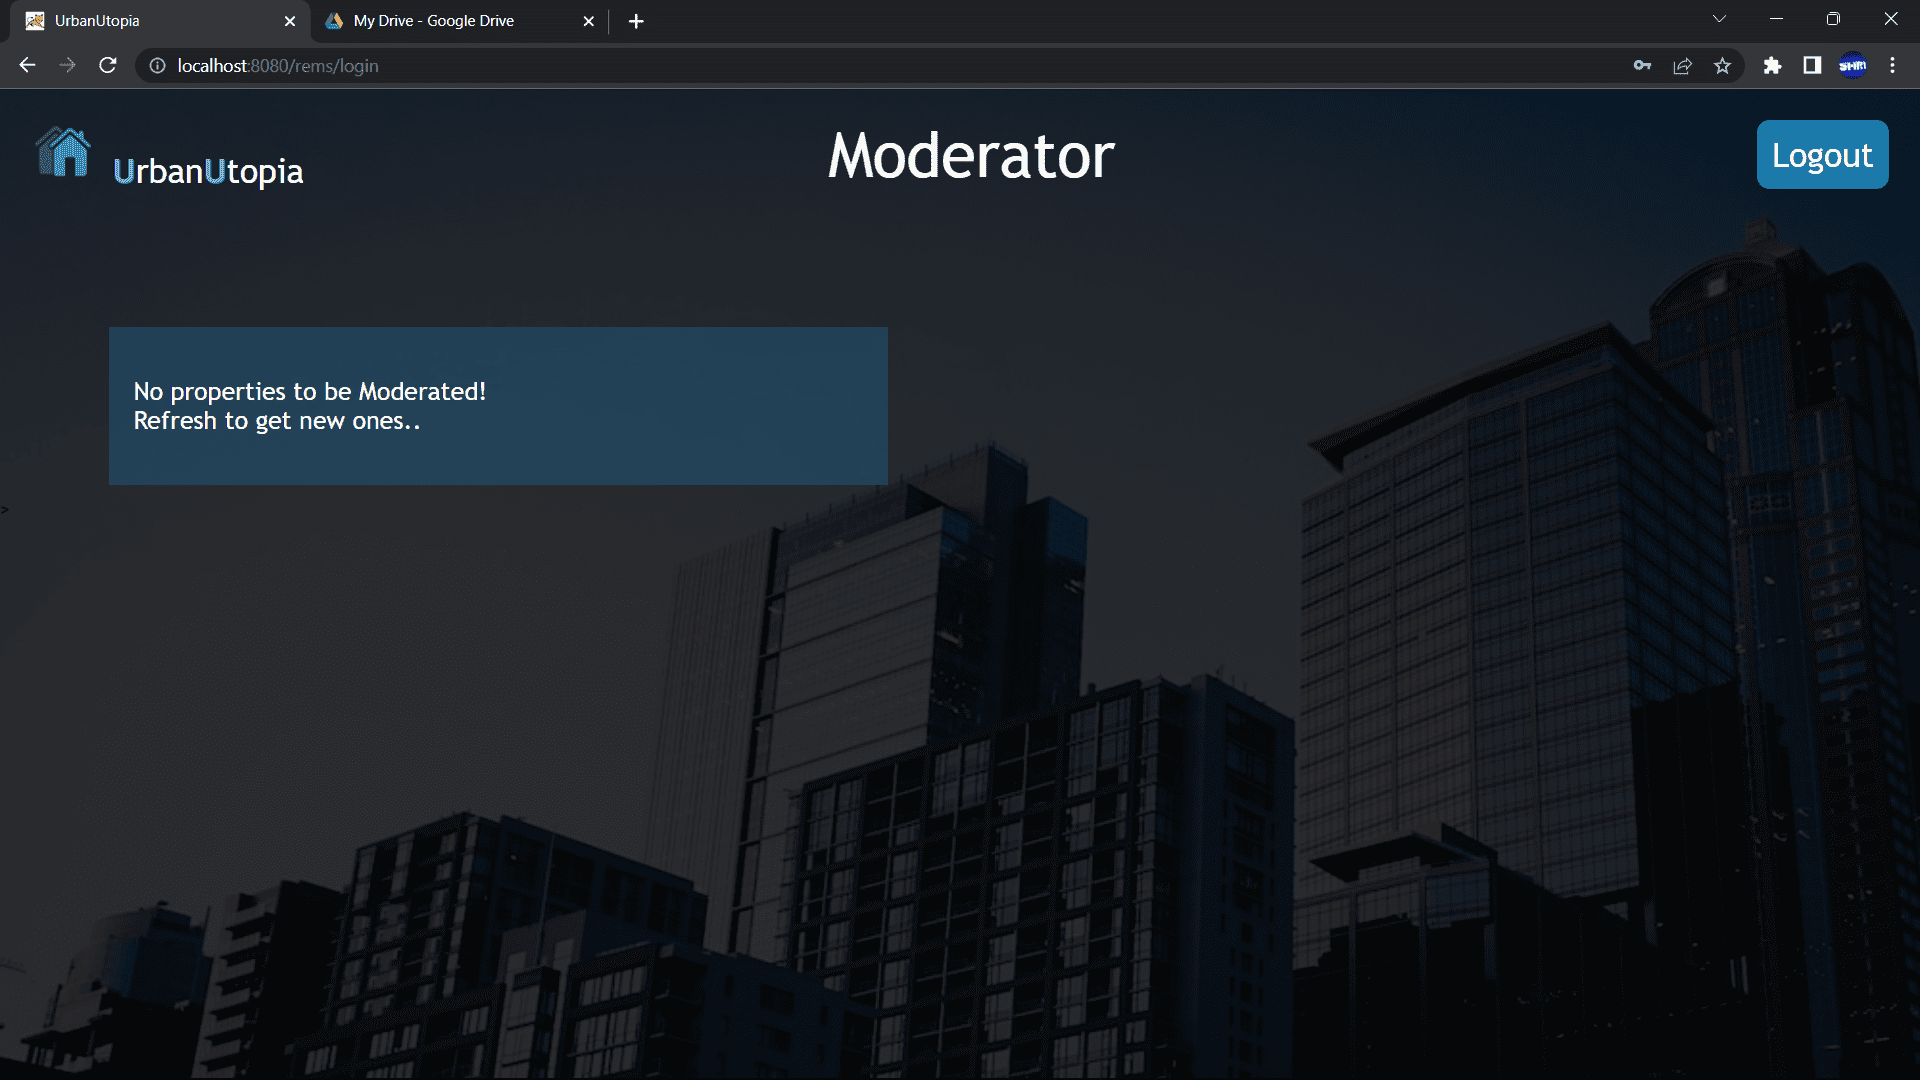 UrbanUtopia
My Drive - Google Drive
localhost:8080/rems/login
SHRI
UrbanUtopia
Moderator
Logout
No properties to be Moderated!
Refresh to get new ones..
>